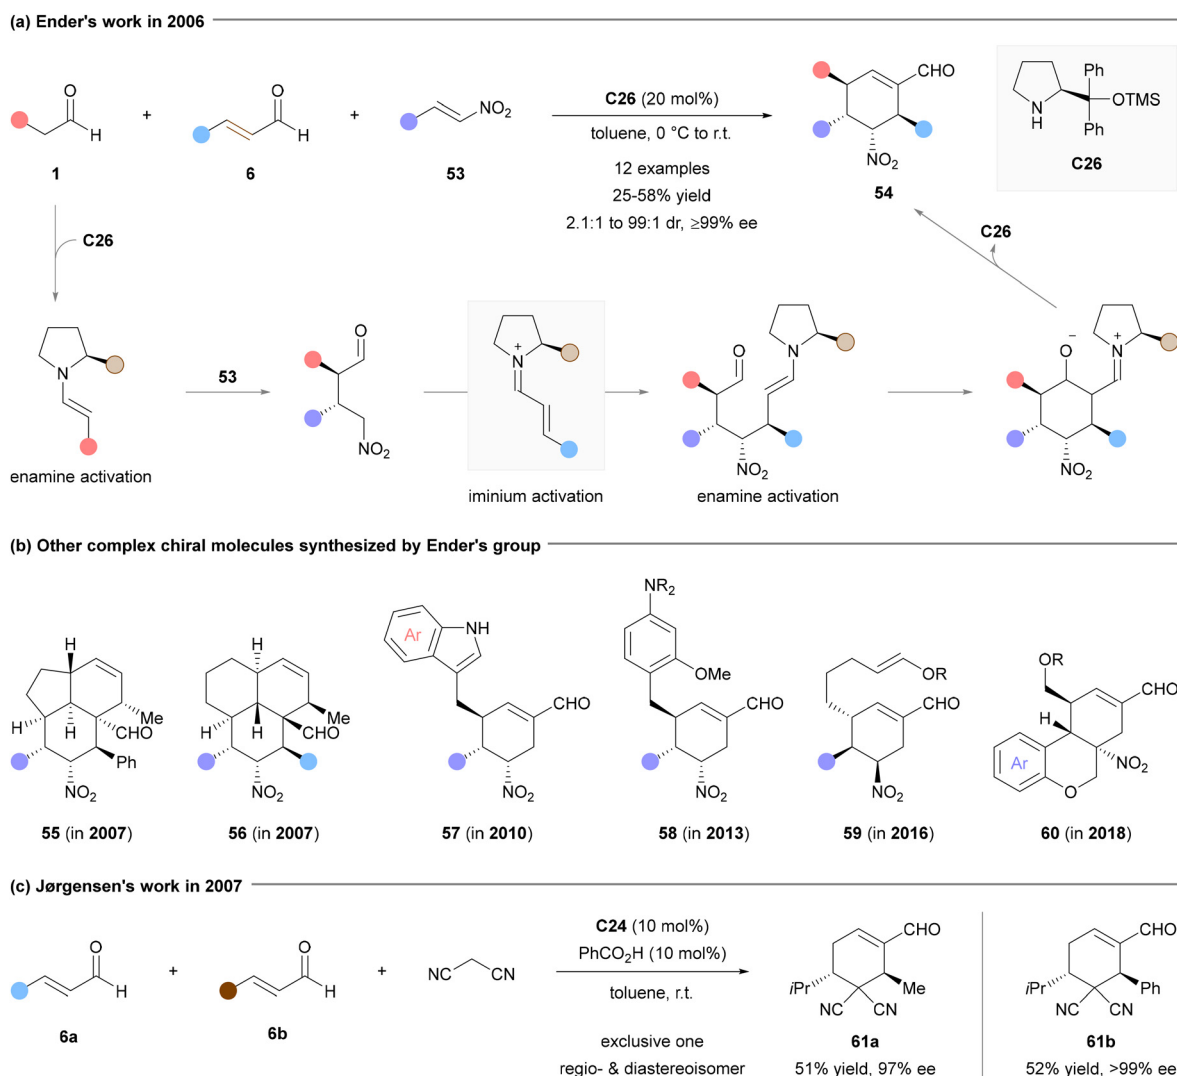 (a) Ender's work in 2006
O
H
1
+
O
H
6
+
NO2
53
C26 (20 mol%)
toluene, 0 °C to r.t.
12 examples
25-58% yield
2.1:1 to 99:1 dr, ≥99% ee
CHO
NO2
54
Ph
OTMS
N
H
Ph
C26
C26
C26
N
enamine activation
53
O
NO2
N
+
iminium activation
O
N
NO2
enamine activation
O
−
N
+
NO2
(b) Other complex chiral molecules synthesized by Ender's group
H
H
H
Me
CHO
Ph
NO2
55 (in 2007)
H
H
H
Me
CHO
NO2
56 (in 2007)
Ar
NH
CHO
NO2
57 (in 2010)
NR2
OMe
CHO
NO2
58 (in 2013)
OR
CHO
NO2
59 (in 2016)
OR
CHO
H
Ar
NO2
O
60 (in 2018)
(c) Jørgensen's work in 2007
O
H
6a
+
O
H
6b
+
NC
CN
C24 (10 mol%)
PhCO2H (10 mol%)
toluene, r.t.
exclusive one
regio- & diastereoisomer
CHO
iPr
Me
NC
CN
61a
51% yield, 97% ee
CHO
iPr
Ph
NC
CN
61b
52% yield, >99% ee